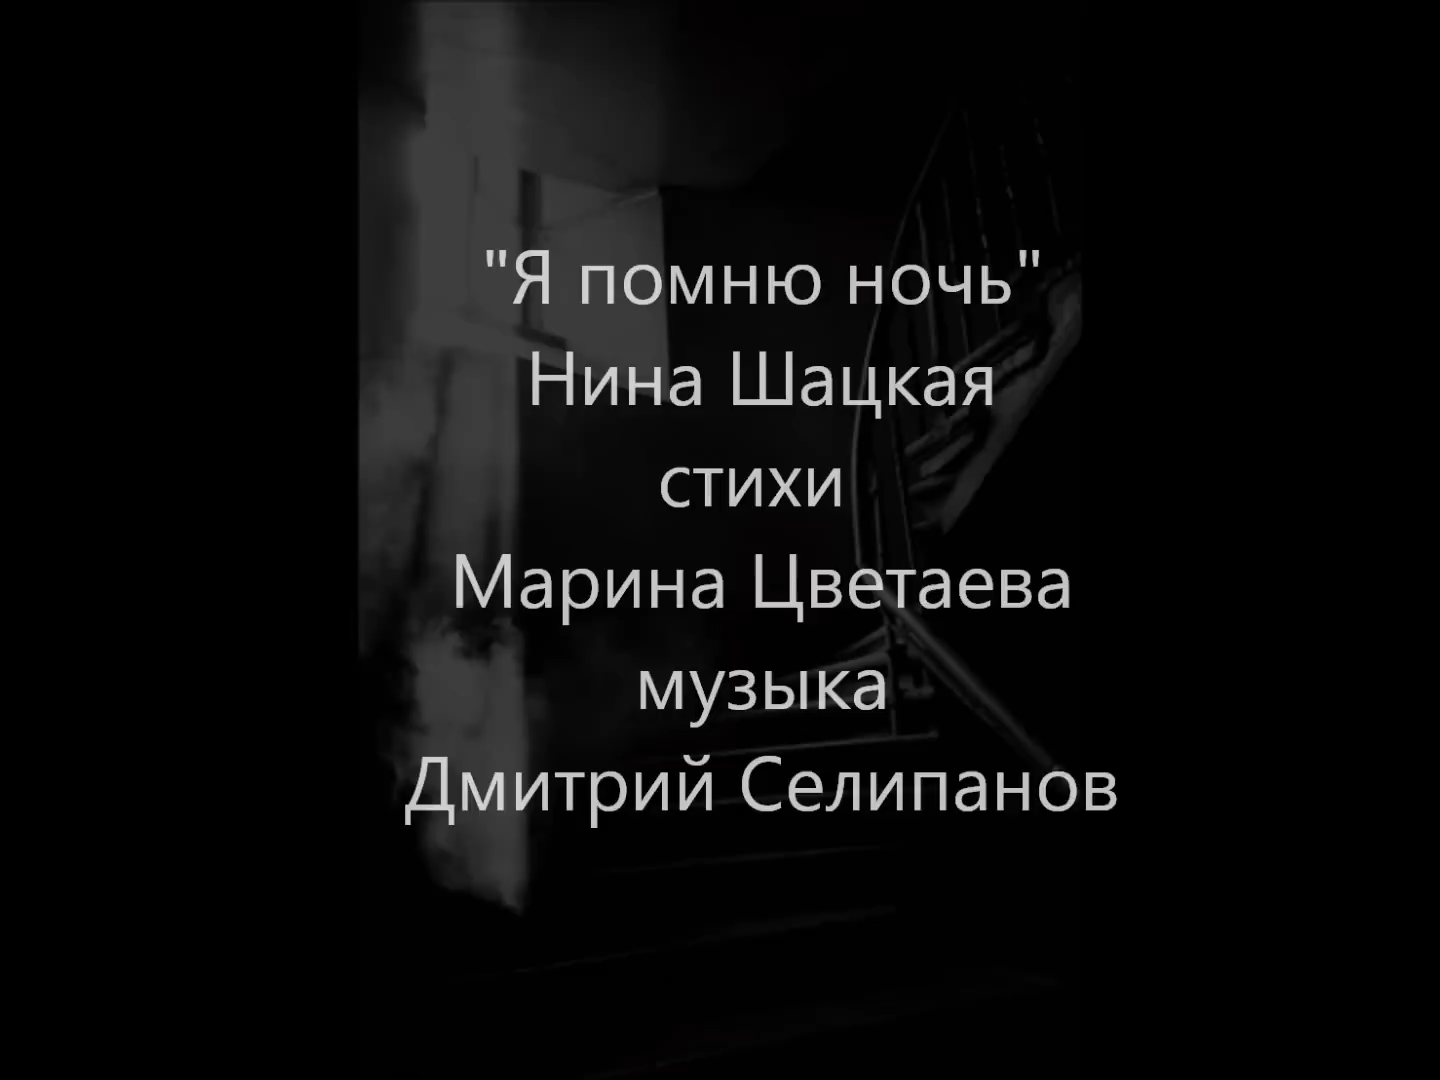 "Я помню ночь"
Нина Шацкая
стихи
Марина Цветаева
музыка
Дмитрий Селипанов